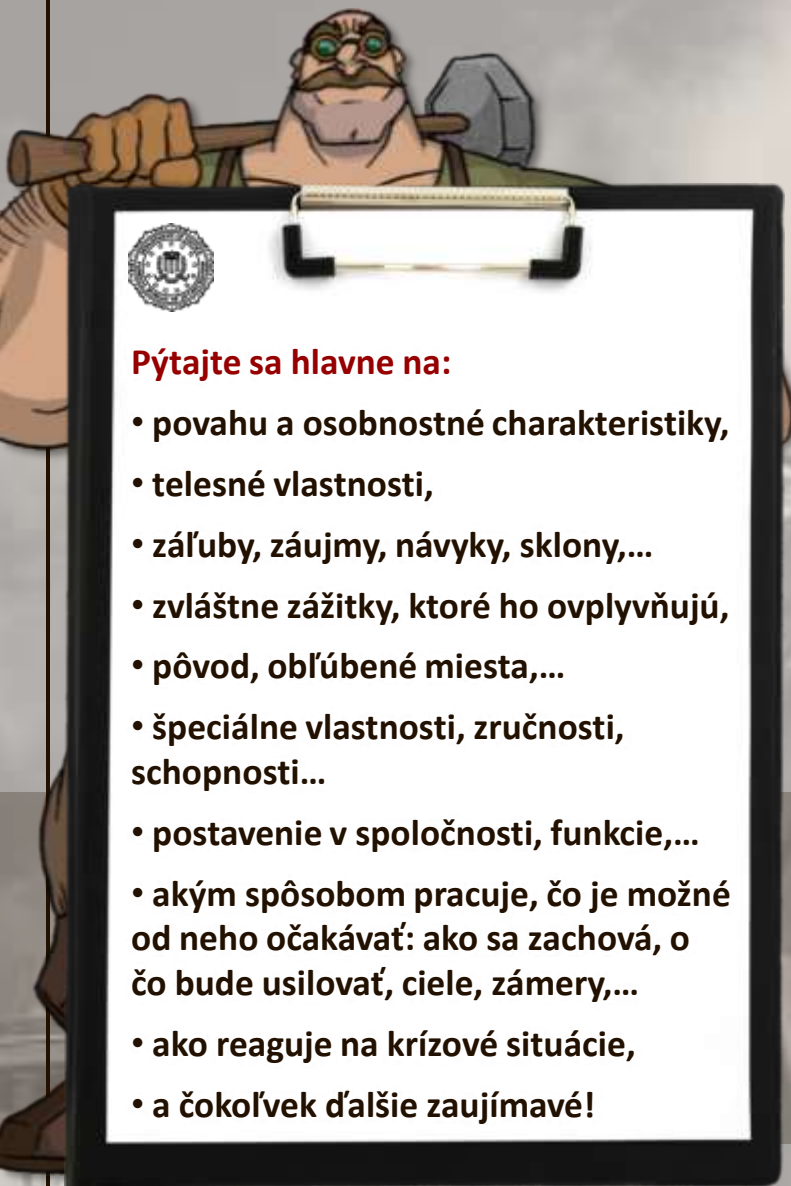 Pýtajte sa hlavne na:
• povahu a osobnostné charakteristiky,
• telesné vlastnosti,
• záľuby, záujmy, návyky, sklony,…
• zvláštne zážitky, ktoré ho ovplyvňujú,
• pôvod, obľúbené miesta,…
• špeciálne vlastnosti, zručnosti,
schopnosti…
• postavenie v spoločnosti, funkcie,…
• akým spôsobom pracuje, čo je možné
od neho očakávať: ako sa zachová, o
čo bude usilovať, ciele, zámery,…
• ako reaguje na krízové situácie,
• a čokoľvek ďalšie zaujímavé!